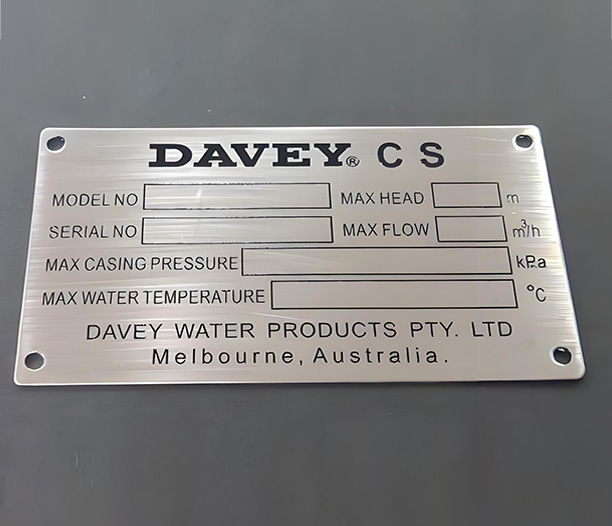 DAVEY® CS
MODEL NO MAX HEAD m
SERIAL NO MAX FLOW m³/h
MAX CASING PRESSURE kPa
MAX WATER TEMPERATURE °C
DAVEY WATER PRODUCTS PTY. LTD
Melbourne, Australia.